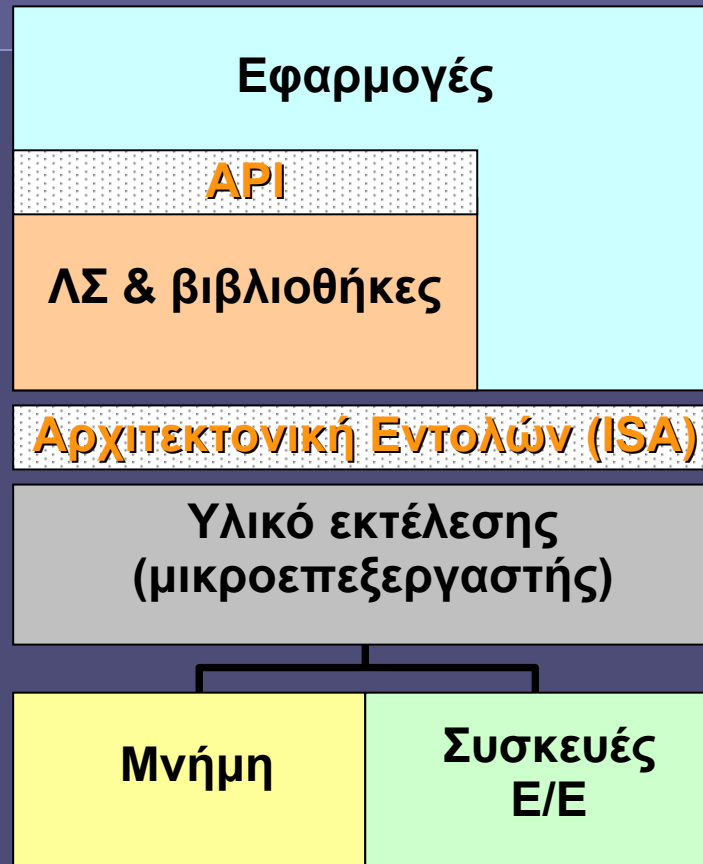 Εφαρμογές
API
ΛΣ & βιβλιοθήκες
Αρχιτεκτονική Εντολών (ISA)
Υλικό εκτέλεσης
(μικροεπεξεργαστής)
Μνήμη
Συσκευές
Ε/Ε